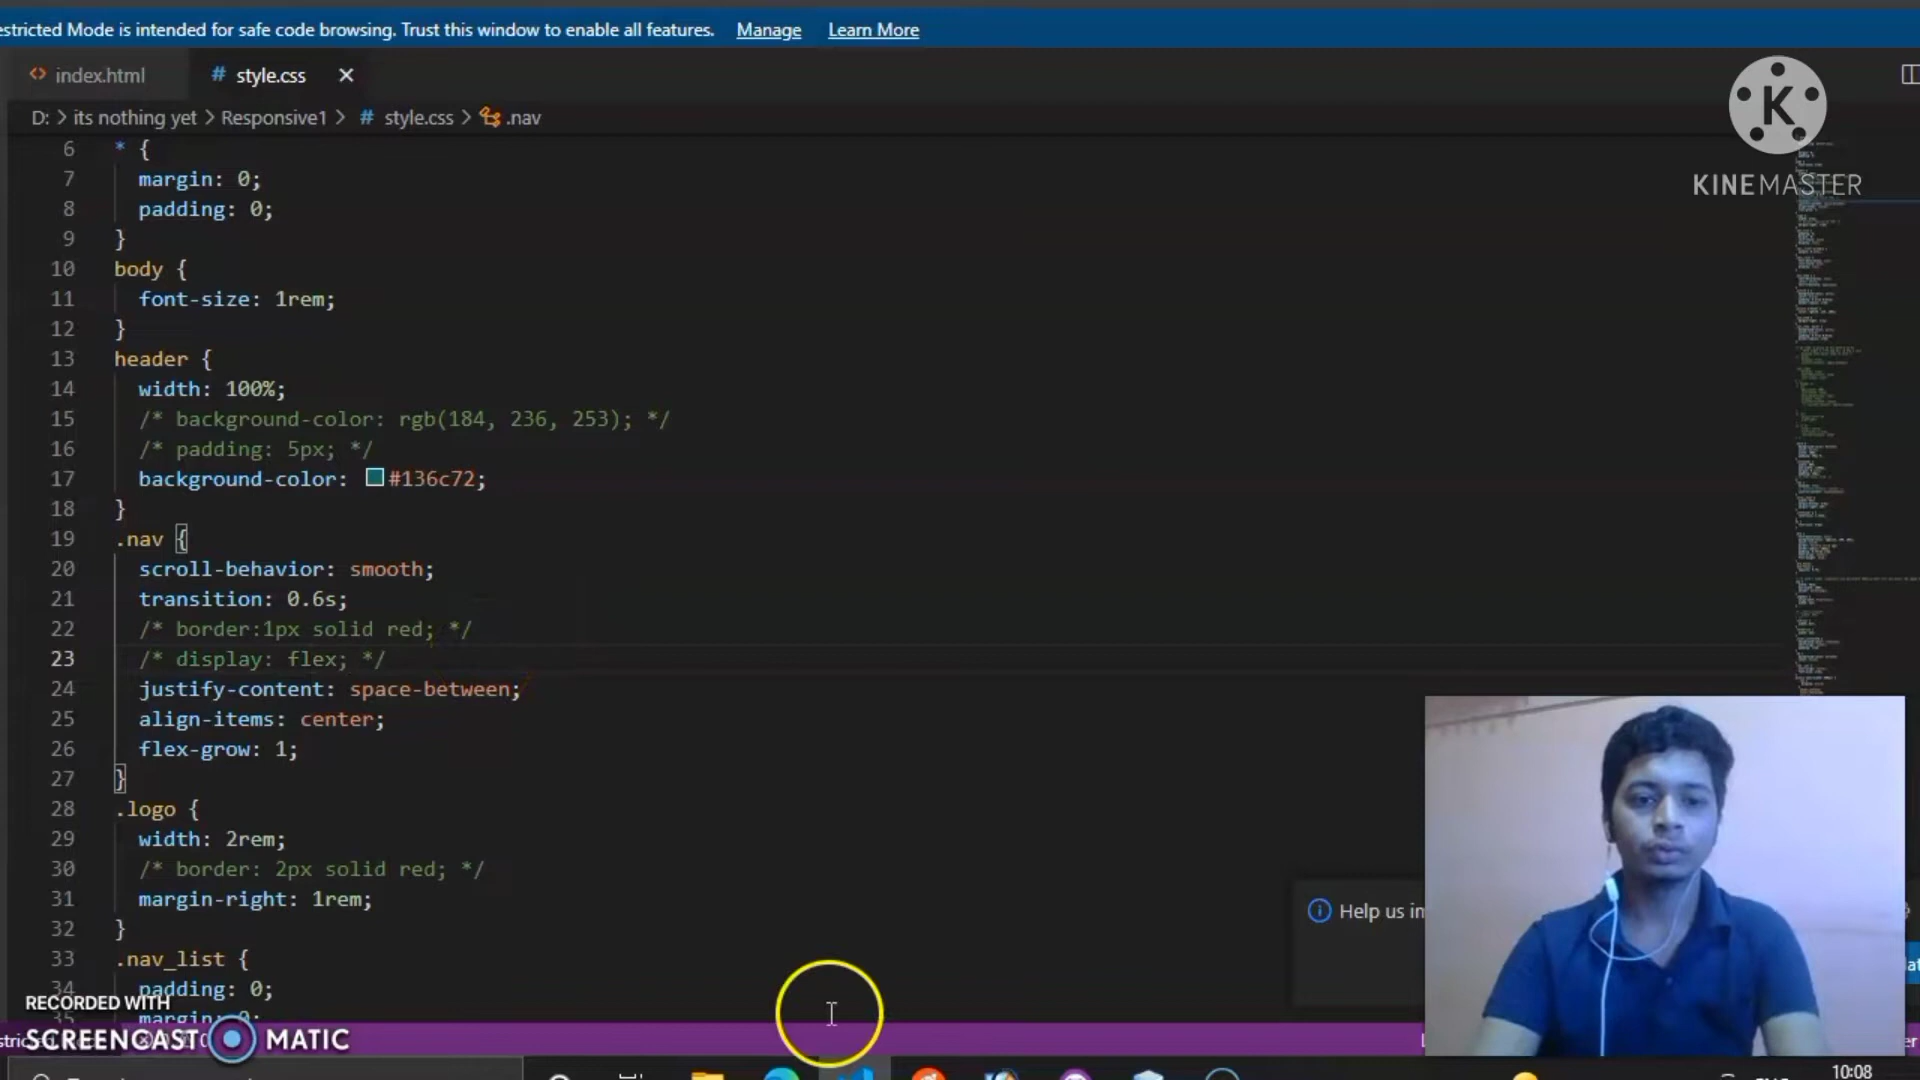 estricted Mode is intended for safe code browsing. Trust this window to enable all features. Manage Learn More
index.html style.css
D: > its nothing yet > Responsive1 > # style.css > .nav
KINEMASTER
6 * {
7 margin: 0;
8 padding: 0;
9 }
10 body {
11 font-size: 1rem;
12 }
13 header {
14 width: 100%;
15 /* background-color: rgb(184, 236, 253); */
16 /* padding: 5px; */
17 background-color: #136c72;
18 }
19 .nav {
20 scroll-behavior: smooth;
21 transition: 0.6s;
22 /* border:1px solid red; */
23 /* display: flex; */
24 justify-content: space-between;
25 align-items: center;
26 flex-grow: 1;
27 }
28 .logo {
29 width: 2rem;
30 /* border: 2px solid red; */
31 margin-right: 1rem;
32 }
33 .nav_list {
34 padding: 0;
35 margin: 0;
Help us im
RECORDED WITH
SCREENCAST MATIC
10:08